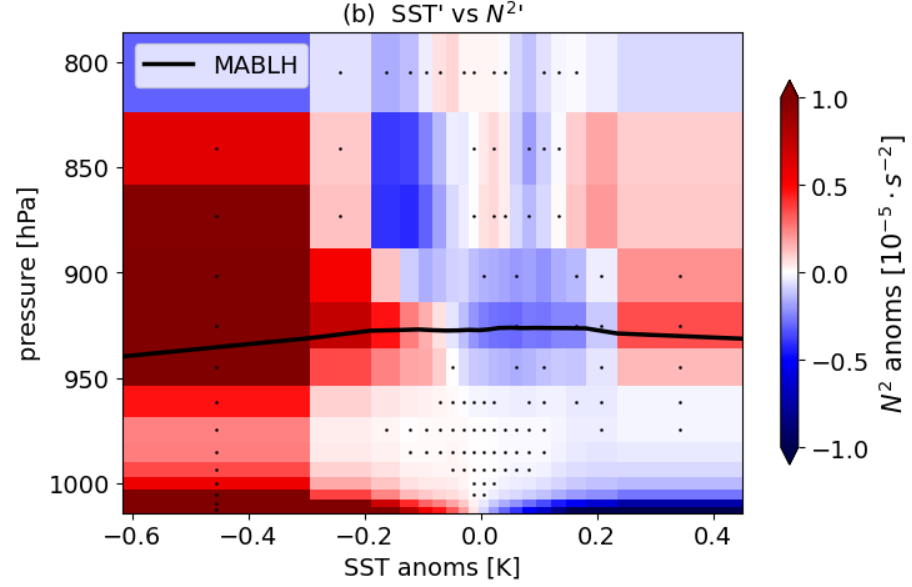 (b) SST' vs N²'
MABLH
800
850
900
950
1000
pressure [hPa]
−0.6 −0.4 −0.2 0.0 0.2 0.4
SST anoms [K]
1.0
0.5
0.0
−0.5
−1.0
N² anoms [10⁻⁵ · s⁻²]